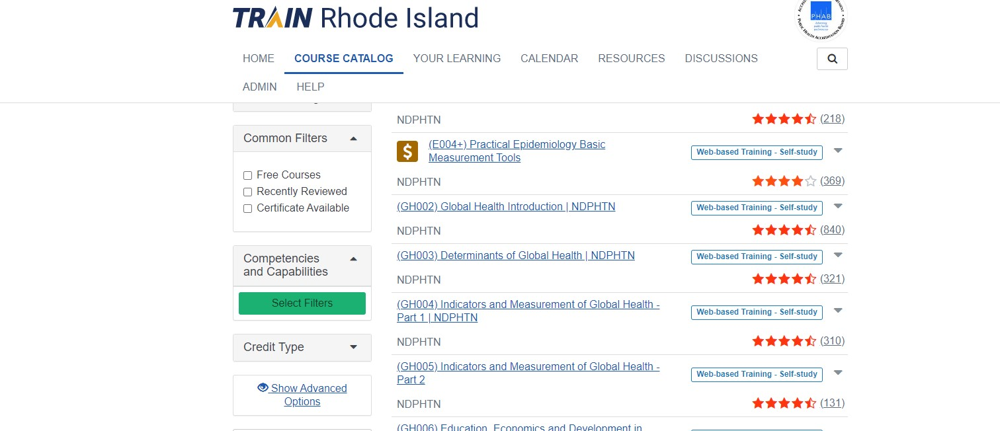 TRAIN Rhode Island
PHAB
PUBLIC HEALTH ACCREDITATION BOARD
HOME COURSE CATALOG YOUR LEARNING CALENDAR RESOURCES DISCUSSIONS
ADMIN HELP
Common Filters
Free Courses
Recently Reviewed
Certificate Available
Competencies
and Capabilities
Select Filters
Credit Type
Show Advanced
Options
NDPHTN (218)
$ (E004+) Practical Epidemiology Basic
Measurement Tools
Web-based Training - Self-study
NDPHTN (369)
(GH002) Global Health Introduction | NDPHTN Web-based Training - Self-study
NDPHTN (840)
(GH003) Determinants of Global Health | NDPHTN Web-based Training - Self-study
NDPHTN (321)
(GH004) Indicators and Measurement of Global Health -
Part 1 | NDPHTN
Web-based Training - Self-study
NDPHTN (310)
(GH005) Indicators and Measurement of Global Health -
Part 2
Web-based Training - Self-study
NDPHTN (131)
(GH006) Education, Economics and Development in